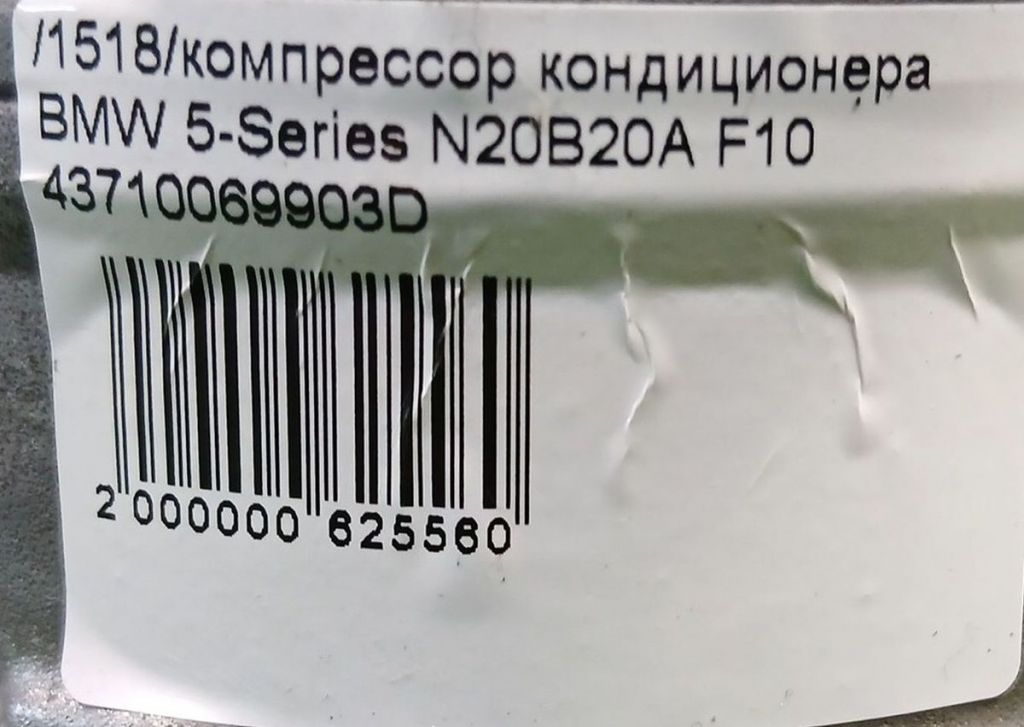 /1518/компрессор кондиционера
BMW 5-Series N20B20A F10
43710069903D
2 000000 625560